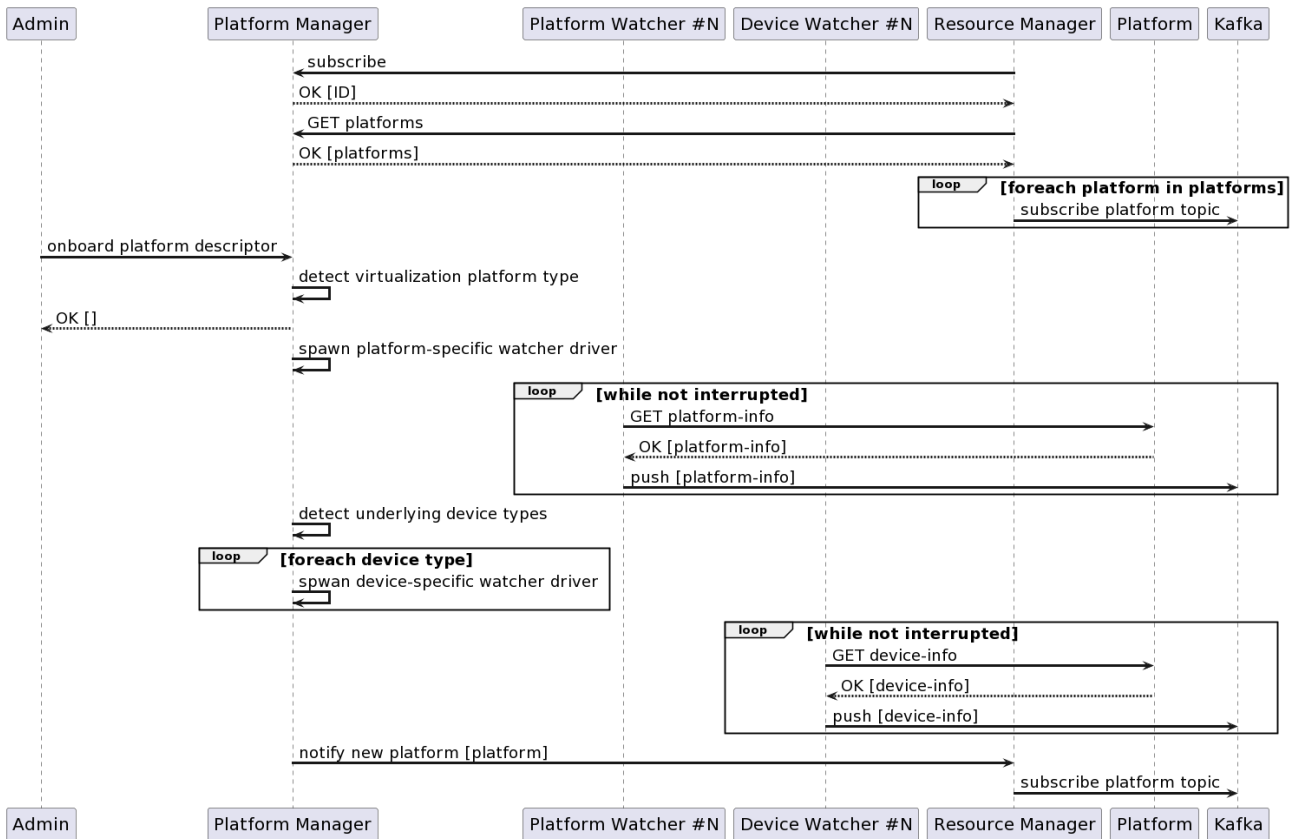 Admin Platform Manager Platform Watcher #N Device Watcher #N Resource Manager Platform Kafka
subscribe
OK [ID]
GET platforms
OK [platforms]
loop [foreach platform in platforms]
subscribe platform topic
onboard platform descriptor
detect virtualization platform type
OK []
spawn platform-specific watcher driver
loop [while not interrupted]
GET platform-info
OK [platform-info]
push [platform-info]
detect underlying device types
loop [foreach device type]
spwan device-specific watcher driver
loop [while not interrupted]
GET device-info
OK [device-info]
push [device-info]
notify new platform [platform]
subscribe platform topic
Admin Platform Manager Platform Watcher #N Device Watcher #N Resource Manager Platform Kafka